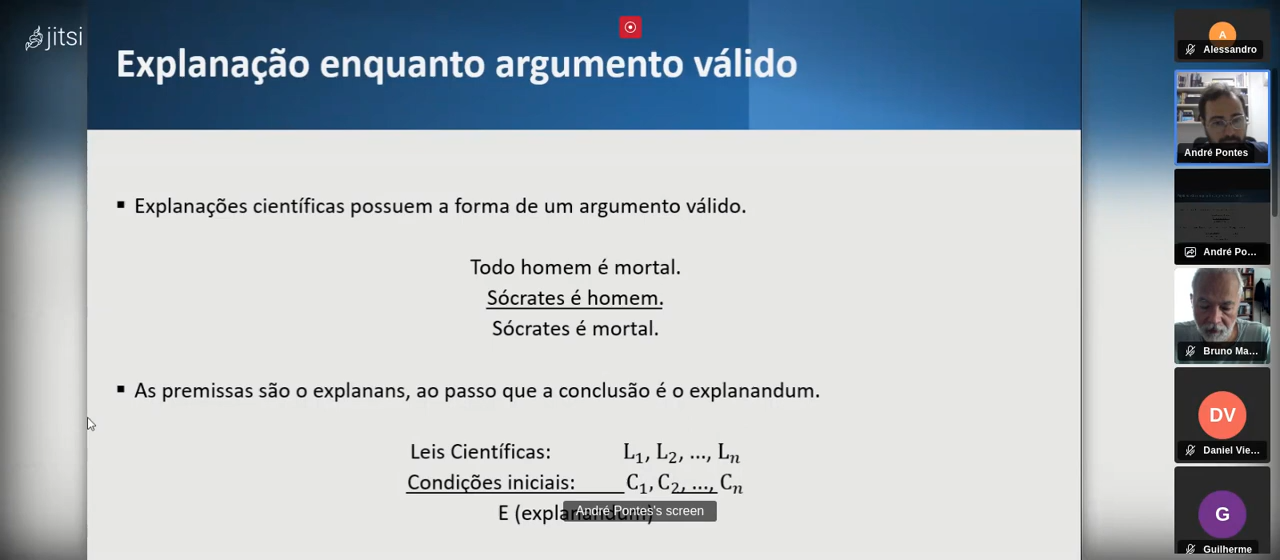 jitsi
Explanação enquanto argumento válido
▪ Explanações científicas possuem a forma de um argumento válido.
Todo homem é mortal.
Sócrates é homem.
Sócrates é mortal.
▪ As premissas são o explanans, ao passo que a conclusão é o explanandum.
Leis Científicas: L₁, L₂, ..., Lₙ
Condições iniciais: C₁, C₂, ..., Cₙ
E (explanandum)
André Pontes's screen
A
Alessandro
André Pontes
André Po...
Bruno Ma...
DV
Daniel Vie...
G
Guilherme